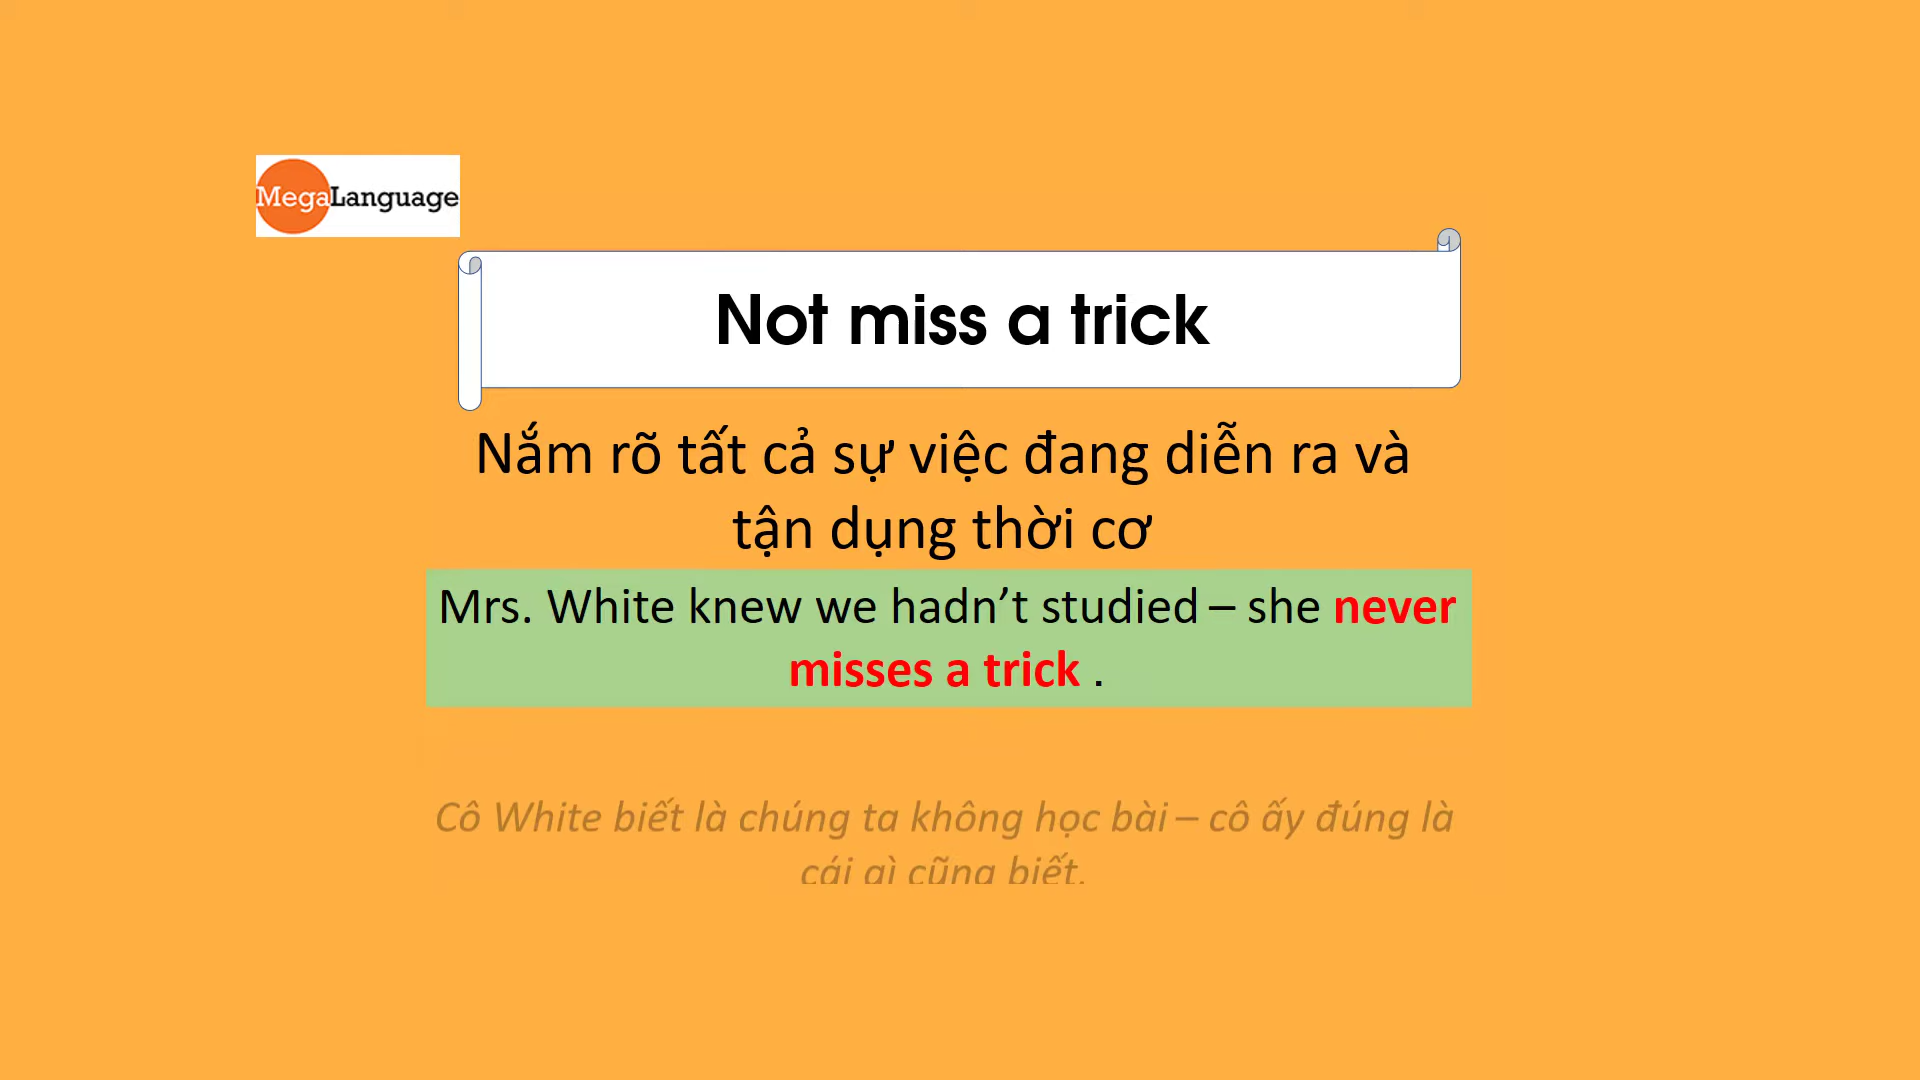 MegaLanguage
Not miss a trick
Nắm rõ tất cả sự việc đang diễn ra và
tận dụng thời cơ
Mrs. White knew we hadn’t studied – she never
misses a trick .
Cô White biết là chúng ta không học bài – cô ấy đúng là
cái gì cũng biết.